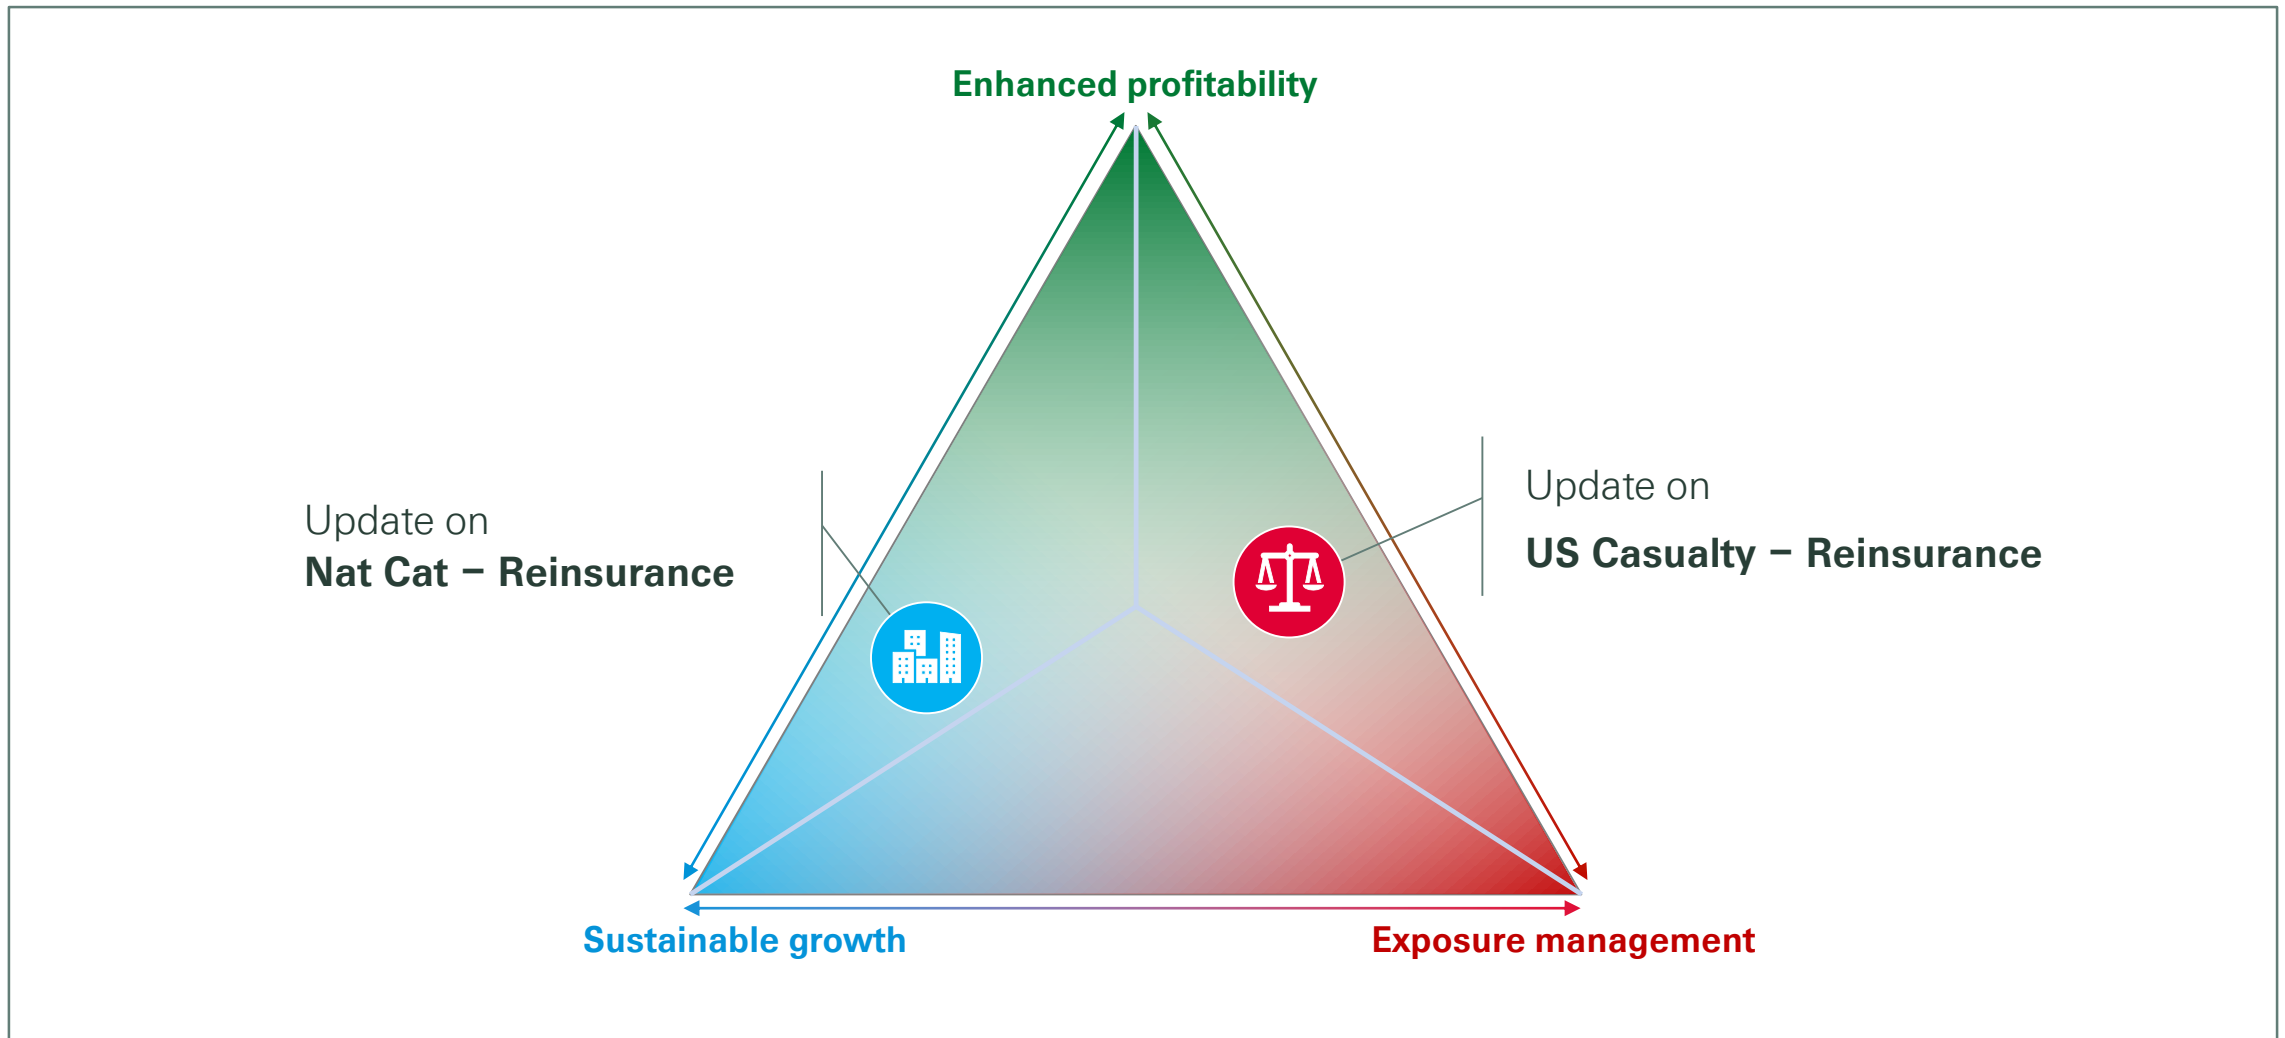 Enhanced profitability
Update on
Nat Cat – Reinsurance
Update on
US Casualty – Reinsurance
Sustainable growth
Exposure management